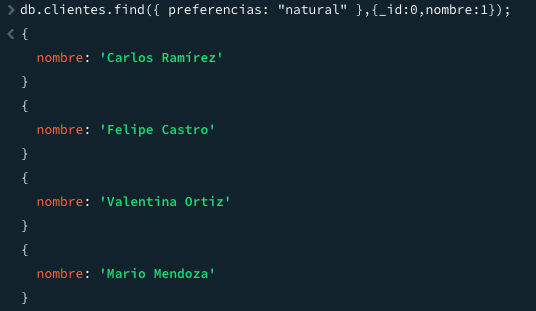 > db.clientes.find({ preferencias: "natural" },{_id:0,nombre:1});
< {
nombre: 'Carlos Ramírez'
}
{
nombre: 'Felipe Castro'
}
{
nombre: 'Valentina Ortiz'
}
{
nombre: 'Mario Mendoza'
}